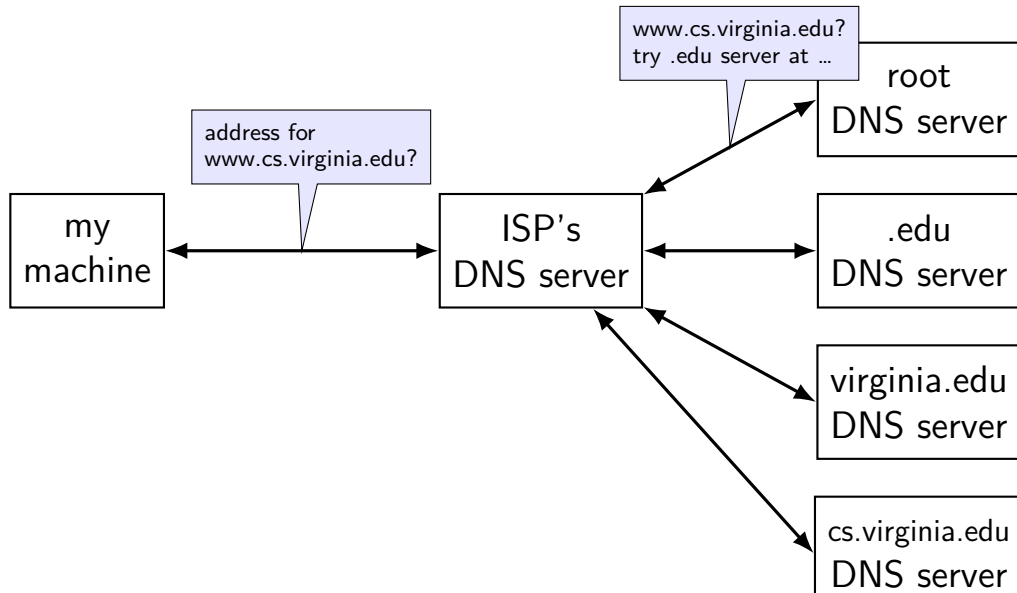 www.cs.virginia.edu?
try .edu server at ...
root
DNS server
address for
www.cs.virginia.edu?
my
machine
ISP's
DNS server
.edu
DNS server
virginia.edu
DNS server
cs.virginia.edu
DNS server